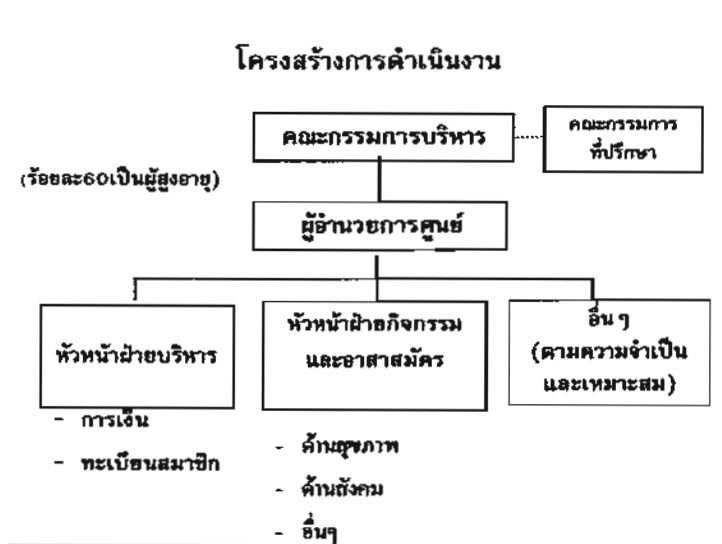 โครงสร้างการดำเนินงาน
คณะกรรมการบริหาร
คณะกรรมการ
ที่ปรึกษา
(ร้อยละ60เป็นผู้สูงอายุ)
ผู้อำนวยการศูนย์
หัวหน้าฝ่ายบริหาร
- การเงิน
- ทะเบียนสมาชิก
หัวหน้าฝ่ายกิจกรรม
และอาสาสมัคร
- ด้านสุขภาพ
- ด้านสังคม
- อื่นๆ
อื่น ๆ
(ตามความจำเป็น
และเหมาะสม)